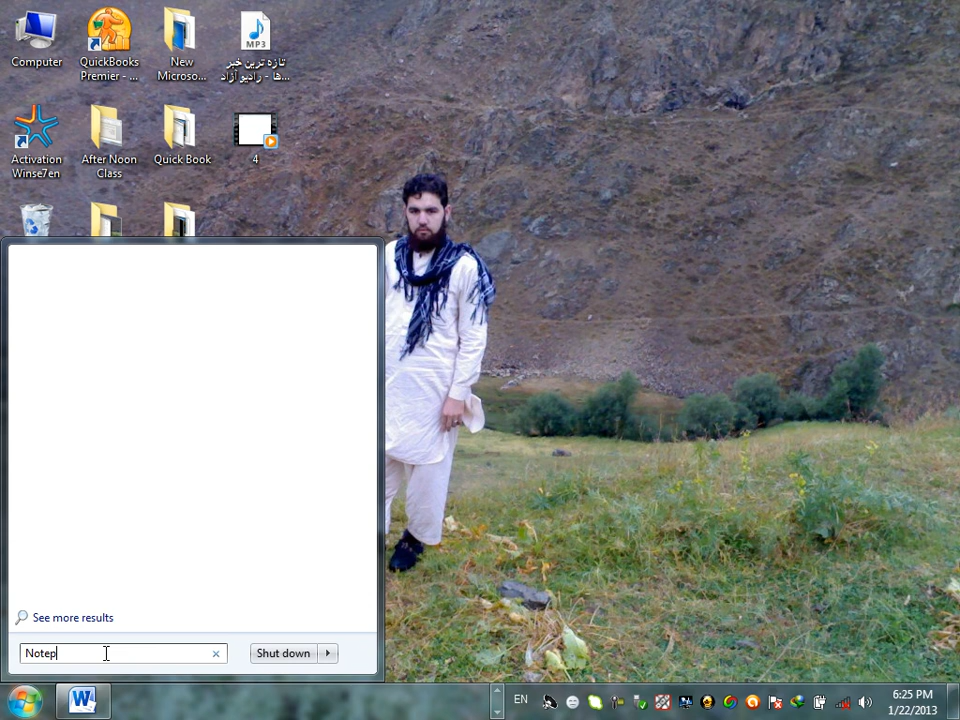 Computer
QuickBooks
Premier - ...
New
Microso...
MP3
تازه ترین خبر
ها - رادیو آزاد...
Activation
Winse7en
After Noon
Class
Quick Book
4
See more results
Notep
Shut down
W
EN
6:25 PM
1/22/2013